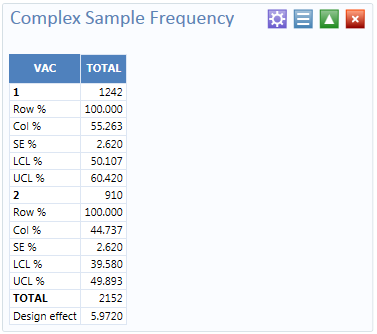 Complex Sample Frequency
VAC TOTAL
1 1242
Row % 100.000
Col % 55.263
SE % 2.620
LCL % 50.107
UCL % 60.420
2 910
Row % 100.000
Col % 44.737
SE % 2.620
LCL % 39.580
UCL % 49.893
TOTAL 2152
Design effect 5.9720